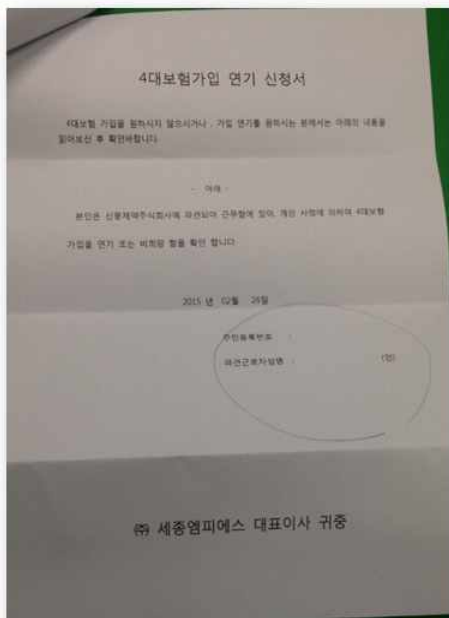 4대보험가입 연기 신청서
4대보험 가입을 원하시지 않으시거나 , 가입 연기를 원하시는 분께서는 아래의 내용을
읽어보신 후 확인바랍니다
- 아래 -
본인은 신풍제약주식회사에 파견되어 근무함에 있어, 개인 사정에 의하여 4대보험
가입을 연기 또는 비희망 함을 확인 합니다
2015 년 02월 26일
주민등록번호 :
파견근로자성명 : (인)
㈜ 세종엠피에스 대표이사 귀중